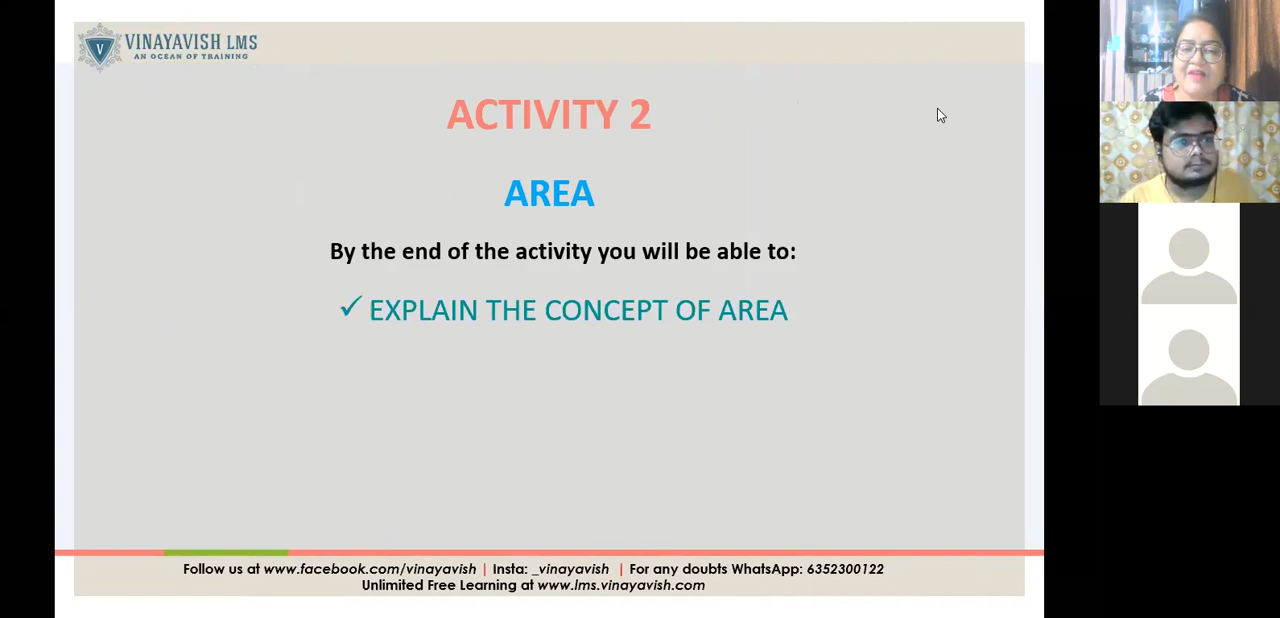 VINAYAVISH LMS
AN OCEAN OF TRAINING
ACTIVITY 2
AREA
By the end of the activity you will be able to:
✓ EXPLAIN THE CONCEPT OF AREA
Follow us at www.facebook.com/vinayavish | Insta: _vinayavish | For any doubts WhatsApp: 6352300122
Unlimited Free Learning at www.lms.vinayavish.com